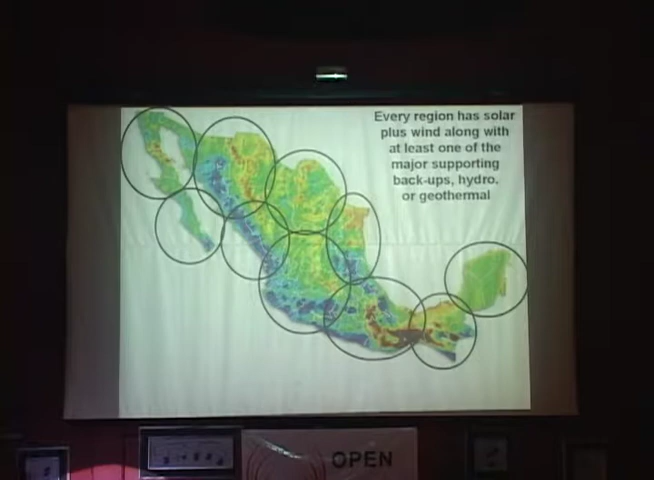 Every region has solar
plus wind along with
at least one of the
major supporting
back-ups, hydro,
or geothermal
OPEN